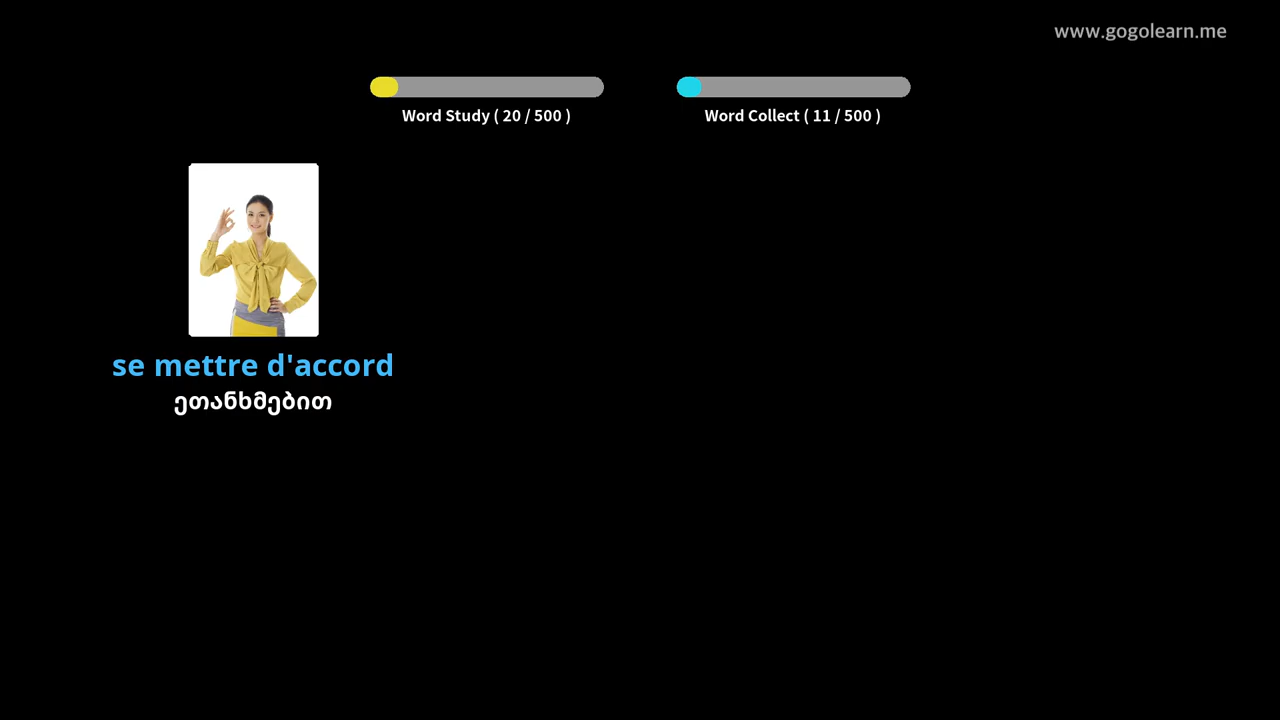 www.gogolearn.me
Word Study ( 20 / 500 )
Word Collect ( 11 / 500 )
se mettre d'accord
ეთანხმებით